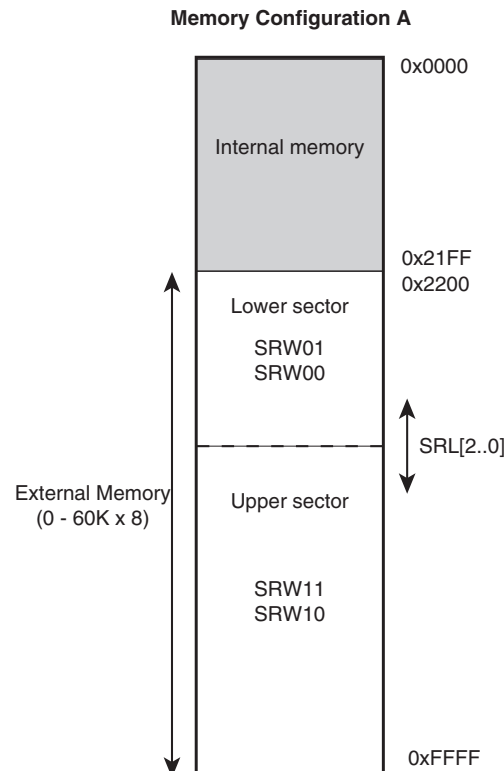 Memory Configuration A
0x0000
Internal memory
0x21FF
0x2200
Lower sector
SRW01
SRW00
SRL[2..0]
External Memory
(0 - 60K x 8)
Upper sector
SRW11
SRW10
0xFFFF